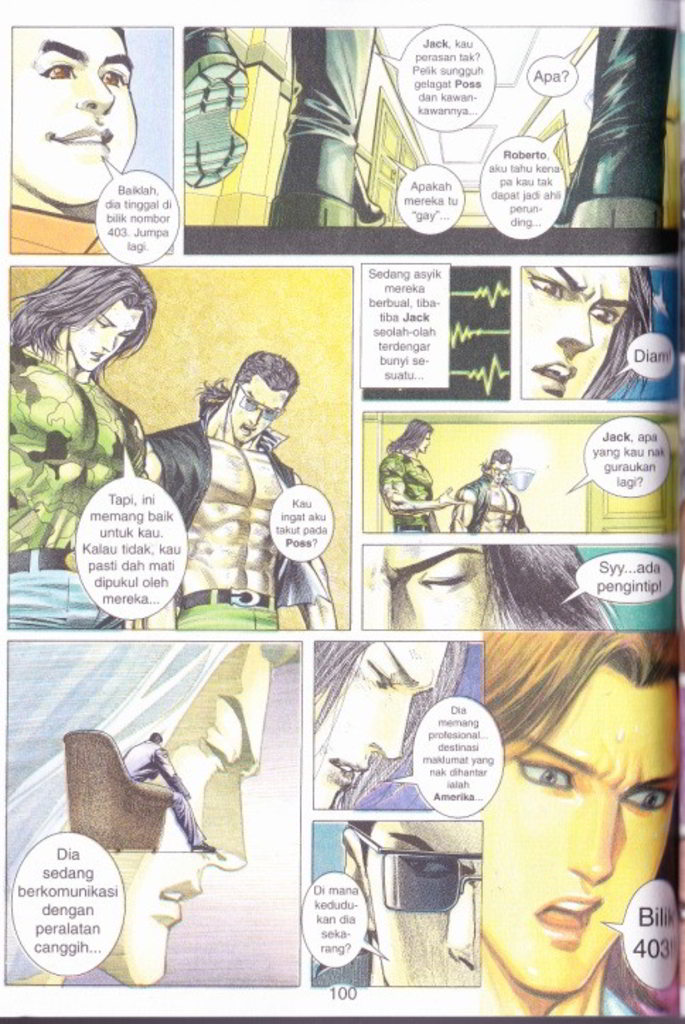 Baiklah,
dia tinggal di
bilik nombor
403. Jumpa
lagi.
Jack, kau
perasan tak?
Pelik sungguh
gelagat Poss
dan kawan-
kawannya...
Apa?
Apakah
mereka tu
"gay"...
Roberto,
aku tahu kena-
pa kau tak
dapat jadi ahli
perun-
ding...
Tapi, ini
memang baik
untuk kau.
Kalau tidak, kau
pasti dah mati
dipukul oleh
mereka...
Kau
ingat aku
takut pada
Poss?
Sedang asyik
mereka
berbual, tiba-
tiba Jack
seolah-olah
terdengar
bunyi se-
suatu...
Diam!
Jack, apa
yang kau nak
guraukan
lagi?
Syy...ada
pengintip!
Dia
sedang
berkomunikasi
dengan
peralatan
canggih...
Dia
memang
profesional...
destinasi
maklumat yang
nak dihantar
ialah
Amerika...
Di mana
kedudu-
kan dia
seka-
rang?
Bilik
403!
100